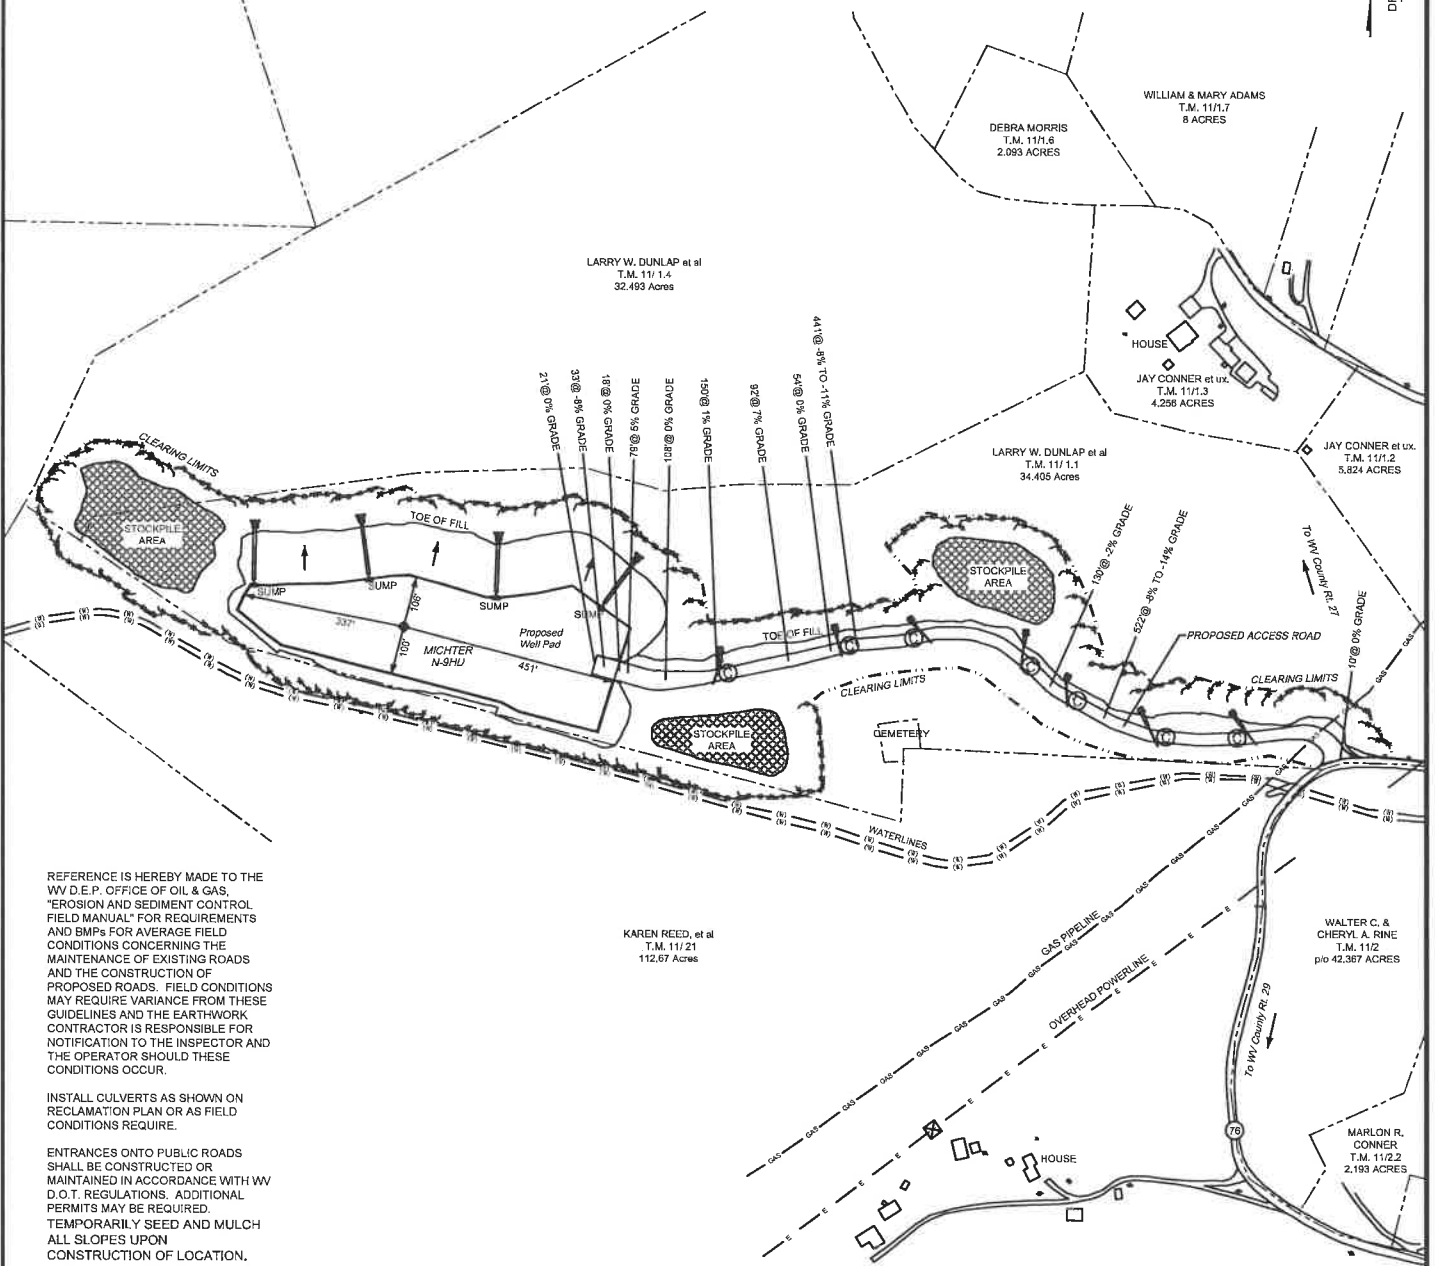 WILLIAM & MARY ADAMS
T.M. 11/1.7
8 ACRES
DEBRA MORRIS
T.M. 11/1.6
2.093 ACRES
LARRY W. DUNLAP et al
T.M. 11/ 1.4
32.493 Acres
HOUSE
JAY CONNER et ux.
T.M. 11/1.3
4.256 ACRES
JAY CONNER et ux.
T.M. 11/1.2
5.824 ACRES
LARRY W. DUNLAP et al
T.M. 11/ 1.1
34.405 Acres
21'@ 0% GRADE
33'@ -8% GRADE
18'@ 0% GRADE
79'@ 5% GRADE
108'@ 0% GRADE
150'@ 1% GRADE
92'@ 7% GRADE
54'@ 0% GRADE
441'@ -8% TO -11% GRADE
130'@ -2% GRADE
522'@ -8% TO -14% GRADE
10'@ 0% GRADE
To WV County Rt. 27
CLEARING LIMITS
STOCKPILE
AREA
TOE OF FILL
SUMP
SUMP
SUMP
SUMP
337'
106'
100'
451'
MICHTER
N-9HU
Proposed
Well Pad
STOCKPILE
AREA
TOE OF FILL
C
C
C
C
C
C
C
PROPOSED ACCESS ROAD
CLEARING LIMITS
CLEARING LIMITS
STOCKPILE
AREA
CEMETERY
WATERLINES
GAS PIPELINE
OVERHEAD POWERLINE
KAREN REED, et al
T.M. 11/ 21
112.67 Acres
WALTER C. &
CHERYL A. RINE
T.M. 11/2
p/o 42.367 ACRES
To WV County Rt. 29
76
MARLON R.
CONNER
T.M. 11/2.2
2.193 ACRES
HOUSE
REFERENCE IS HEREBY MADE TO THE
WV D.E.P. OFFICE OF OIL & GAS,
"EROSION AND SEDIMENT CONTROL
FIELD MANUAL" FOR REQUIREMENTS
AND BMPs FOR AVERAGE FIELD
CONDITIONS CONCERNING THE
MAINTENANCE OF EXISTING ROADS
AND THE CONSTRUCTION OF
PROPOSED ROADS. FIELD CONDITIONS
MAY REQUIRE VARIANCE FROM THESE
GUIDELINES AND THE EARTHWORK
CONTRACTOR IS RESPONSIBLE FOR
NOTIFICATION TO THE INSPECTOR AND
THE OPERATOR SHOULD THESE
CONDITIONS OCCUR.
INSTALL CULVERTS AS SHOWN ON
RECLAMATION PLAN OR AS FIELD
CONDITIONS REQUIRE.
ENTRANCES ONTO PUBLIC ROADS
SHALL BE CONSTRUCTED OR
MAINTAINED IN ACCORDANCE WITH WV
D.O.T. REGULATIONS. ADDITIONAL
PERMITS MAY BE REQUIRED.
TEMPORARILY SEED AND MULCH
ALL SLOPES UPON
CONSTRUCTION OF LOCATION.